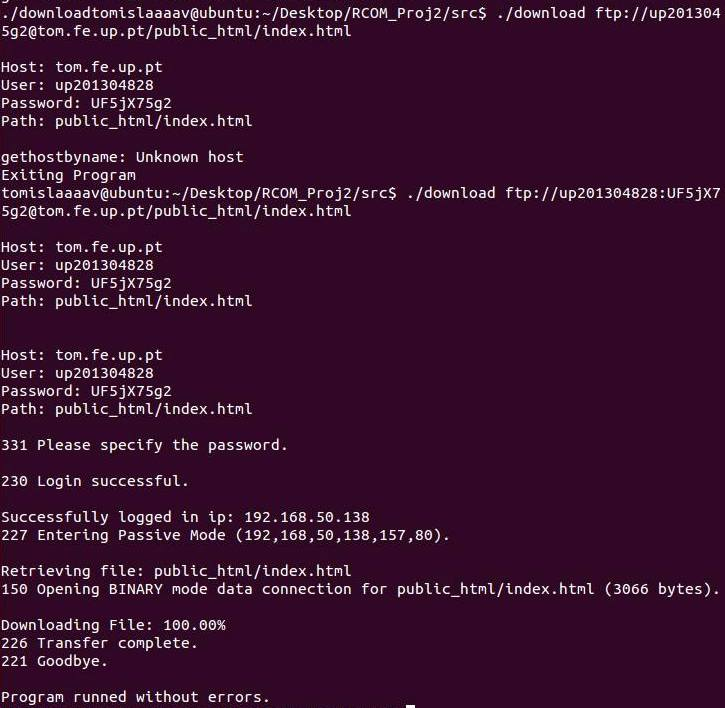 ./downloadtomislaaaav@ubuntu:~/Desktop/RCOM_Proj2/src$ ./download ftp://up201304
5g2@tom.fe.up.pt/public_html/index.html
Host: tom.fe.up.pt
User: up201304828
Password: UF5jX75g2
Path: public_html/index.html
gethostbyname: Unknown host
Exiting Program
tomislaaaav@ubuntu:~/Desktop/RCOM_Proj2/src$ ./download ftp://up201304828:UF5jX7
5g2@tom.fe.up.pt/public_html/index.html
Host: tom.fe.up.pt
User: up201304828
Password: UF5jX75g2
Path: public_html/index.html
Host: tom.fe.up.pt
User: up201304828
Password: UF5jX75g2
Path: public_html/index.html
331 Please specify the password.
230 Login successful.
Successfully logged in ip: 192.168.50.138
227 Entering Passive Mode (192,168,50,138,157,80).
Retrieving file: public_html/index.html
150 Opening BINARY mode data connection for public_html/index.html (3066 bytes).
Downloading File: 100.00%
226 Transfer complete.
221 Goodbye.
Program runned without errors.